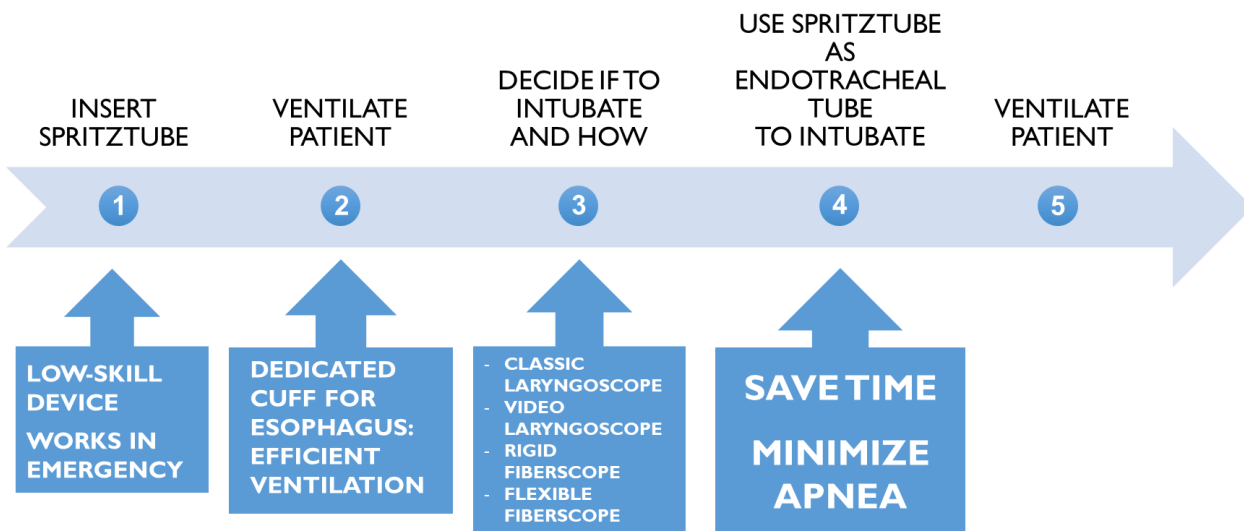 INSERT
SPRITZTUBE
VENTILATE
PATIENT
DECIDE IF TO
INTUBATE
AND HOW
USE SPRITZTUBE
AS
ENDOTRACHEAL
TUBE
TO INTUBATE
VENTILATE
PATIENT
1
2
3
4
5
LOW-SKILL
DEVICE
WORKS IN
EMERGENCY
DEDICATED
CUFF FOR
ESOPHAGUS:
EFFICIENT
VENTILATION
- CLASSIC
LARYNGOSCOPE
- VIDEO
LARYNGOSCOPE
- RIGID
FIBERSCOPE
- FLEXIBLE
FIBERSCOPE
SAVE TIME
MINIMIZE
APNEA